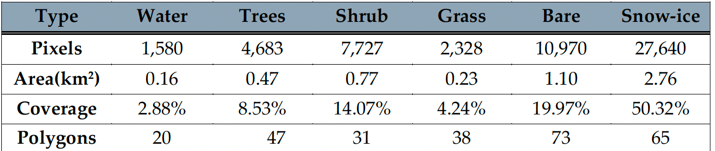 Type Water Trees Shrub Grass Bare Snow-ice
Pixels 1,580 4,683 7,727 2,328 10,970 27,640
Area(km²) 0.16 0.47 0.77 0.23 1.10 2.76
Coverage 2.88% 8.53% 14.07% 4.24% 19.97% 50.32%
Polygons 20 47 31 38 73 65